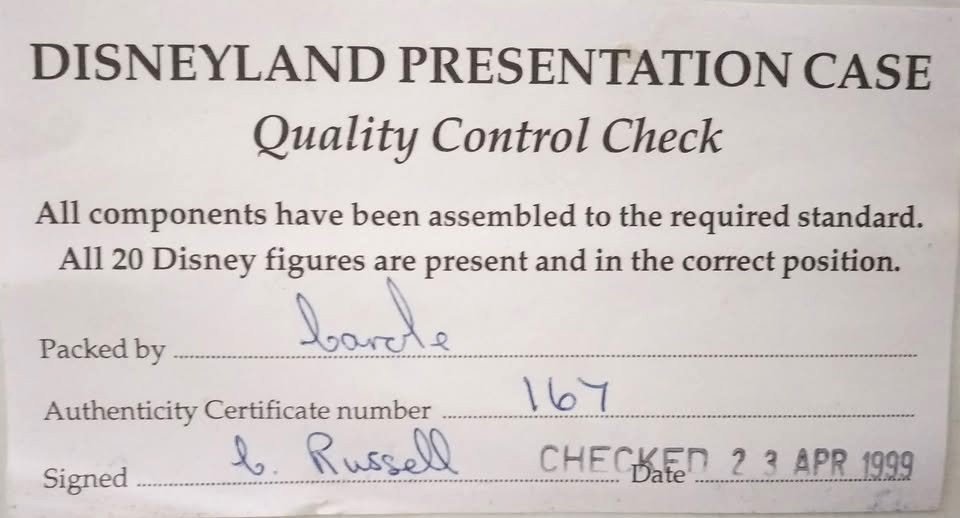 DISNEYLAND PRESENTATION CASE
Quality Control Check
All components have been assembled to the required standard.
All 20 Disney figures are present and in the correct position.
Packed by Carole
Authenticity Certificate number 167
Signed C. Russell CHECKED Date 23 APR 1999